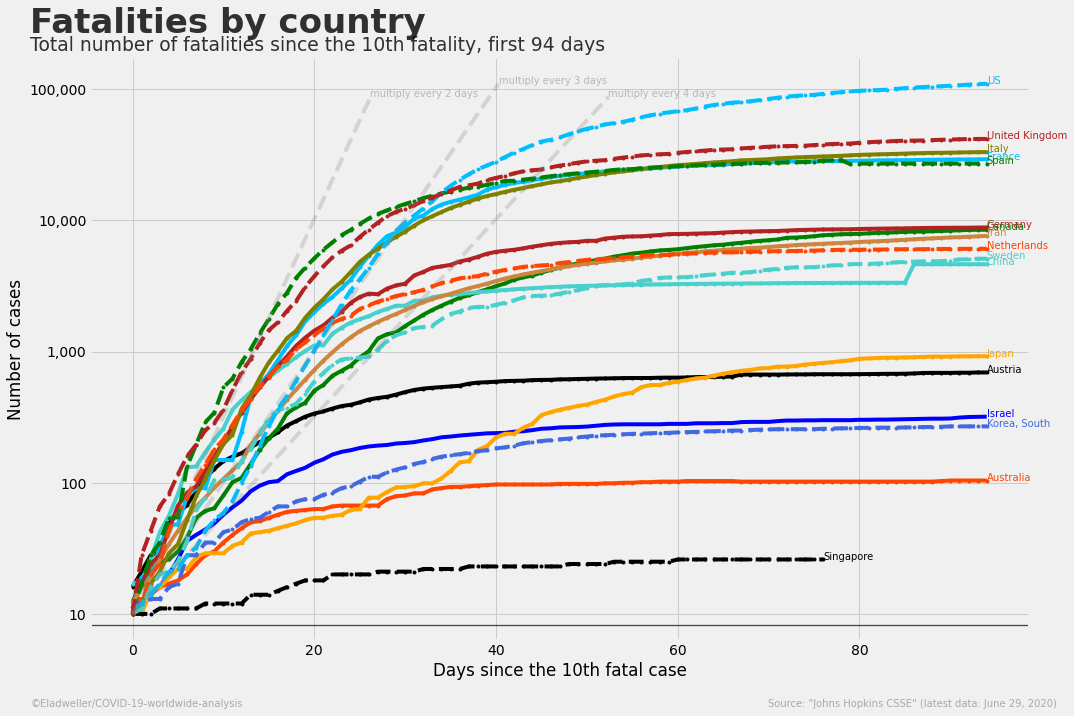 Fatalities by country
Total number of fatalities since the 10th fatality, first 94 days
multiply every 2 days
multiply every 3 days
multiply every 4 days
100,000
10,000
1,000
100
10
Number of cases
US
United Kingdom
Italy
France
Spain
Germany
Canada
Iran
Netherlands
Sweden
China
Japan
Austria
Israel
Korea, South
Australia
Singapore
0
20
40
60
80
Days since the 10th fatal case
©Eladweller/COVID-19-worldwide-analysis
Source: "Johns Hopkins CSSE" (latest data: June 29, 2020)